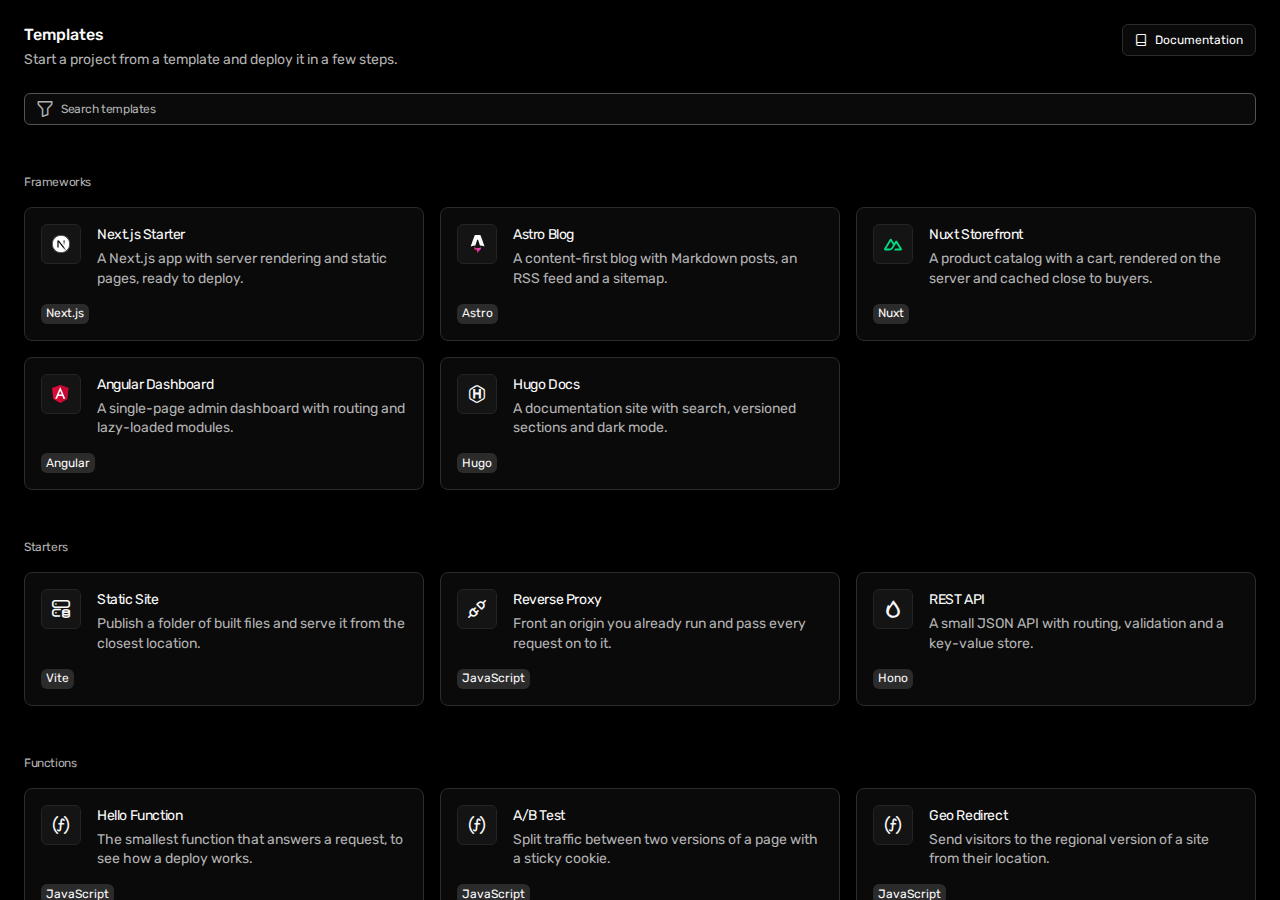 Templates
Start a project from a template and deploy it in a few steps.
Documentation
Search templates
Frameworks
Next.js Starter
A Next.js app with server rendering and static
pages, ready to deploy.
Next.js
Astro Blog
A content-first blog with Markdown posts, an
RSS feed and a sitemap.
Astro
Nuxt Storefront
A product catalog with a cart, rendered on the
server and cached close to buyers.
Nuxt
Angular Dashboard
A single-page admin dashboard with routing and
lazy-loaded modules.
Angular
Hugo Docs
A documentation site with search, versioned
sections and dark mode.
Hugo
Starters
Static Site
Publish a folder of built files and serve it from the
closest location.
Vite
Reverse Proxy
Front an origin you already run and pass every
request on to it.
JavaScript
REST API
A small JSON API with routing, validation and a
key-value store.
Hono
Functions
Hello Function
The smallest function that answers a request, to
see how a deploy works.
JavaScript
A/B Test
Split traffic between two versions of a page with
a sticky cookie.
JavaScript
Geo Redirect
Send visitors to the regional version of a site
from their location.
JavaScript